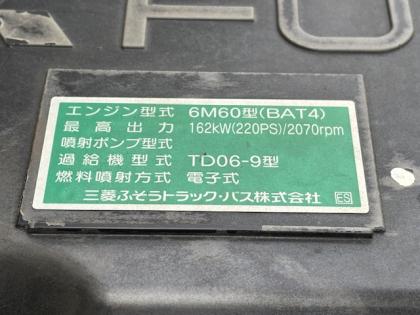 FU
エンジン型式 6M60型(BAT4)
最高出力 162kW(220PS)/2070rpm
噴射ポンプ型式
過給機型式 TD06-9型
燃料噴射方式 電子式
三菱ふそうトラック・バス株式会社 ES